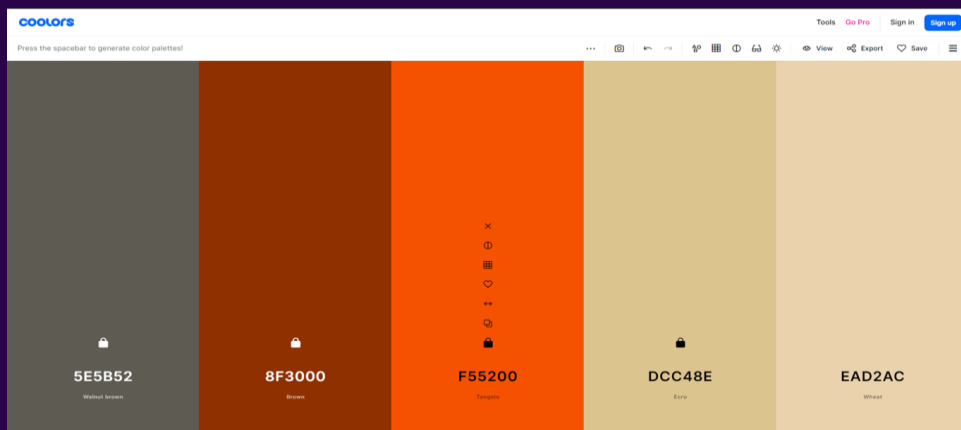 coolors
Tools Go Pro Sign in Sign up
Press the spacebar to generate color palettes!
View Export Save
5E5B52 8F3000 F55200 DCC48E EAD2AC
Walnut brown Brown Tangelo Ecru Wheat